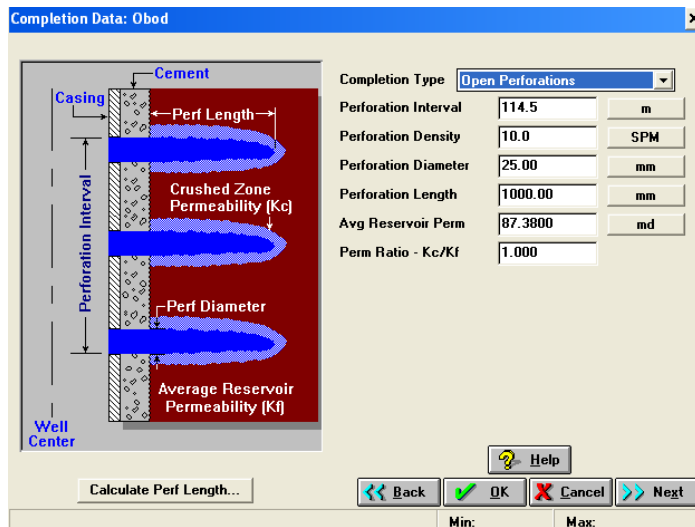 Completion Data: Obod
Cement
Casing
Perf Length
Crushed Zone
Permeability (Kc)
Perforation Interval
Perf Diameter
Average Reservoir
Permeability (Kf)
Well
Center
Calculate Perf Length...
Completion Type Open Perforations
Perforation Interval 114.5 m
Perforation Density 10.0 SPM
Perforation Diameter 25.00 mm
Perforation Length 1000.00 mm
Avg Reservoir Perm 87.3800 md
Perm Ratio - Kc/Kf 1.000
Help
Back OK Cancel Next
Min: Max: